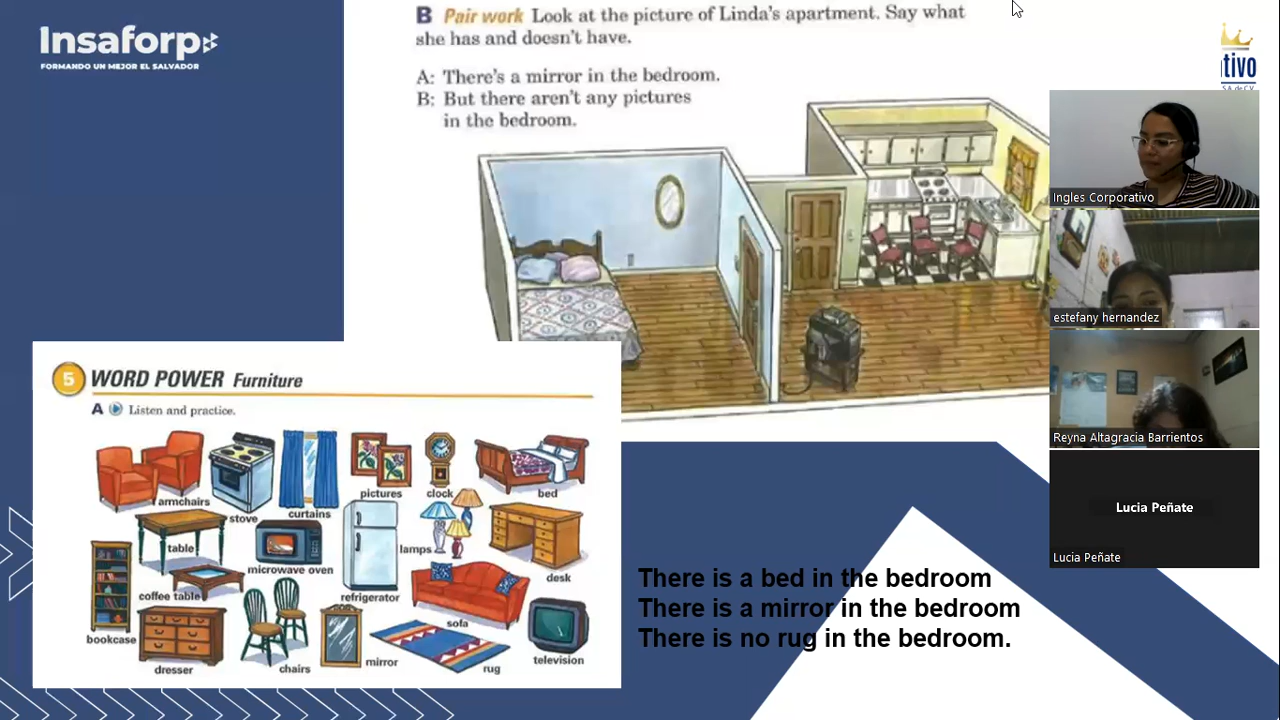 Insaforp
FORMANDO UN MEJOR EL SALVADOR
B Pair work Look at the picture of Linda's apartment. Say what
she has and doesn't have.
A: There's a mirror in the bedroom.
B: But there aren't any pictures
in the bedroom.
tivo
S.A. de C.V.
Ingles Corporativo
estefany hernandez
Reyna Altagracia Barrientos
Lucia Peñate
Lucia Peñate
5 WORD POWER Furniture
A Listen and practice.
armchairs
stove
curtains
pictures
clock
bed
table
microwave oven
refrigerator
lamps
desk
coffee table
bookcase
dresser
chairs
mirror
sofa
rug
television
There is a bed in the bedroom
There is a mirror in the bedroom
There is no rug in the bedroom.